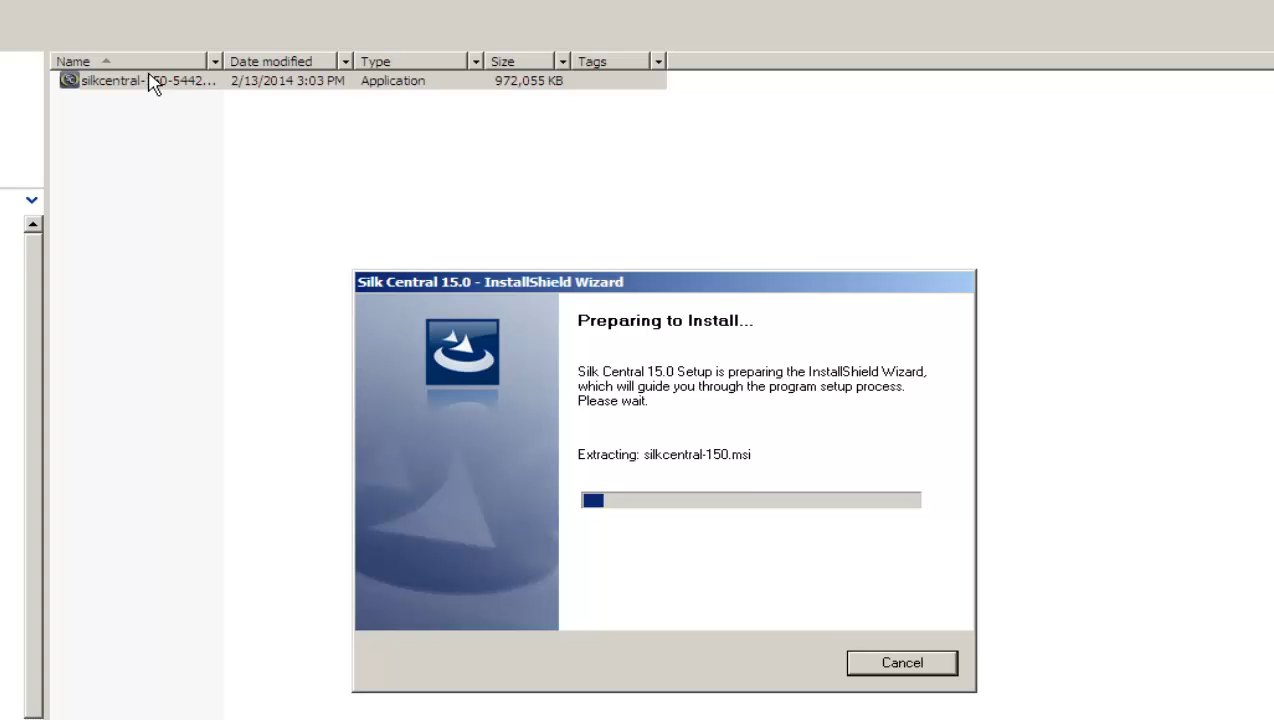 Name Date modified Type Size Tags
silkcentral- 0-5442... 2/13/2014 3:03 PM Application 972,055 KB
Silk Central 15.0 - InstallShield Wizard
Preparing to Install...
Silk Central 15.0 Setup is preparing the InstallShield Wizard,
which will guide you through the program setup process.
Please wait.
Extracting: silkcentral-150.msi
Cancel